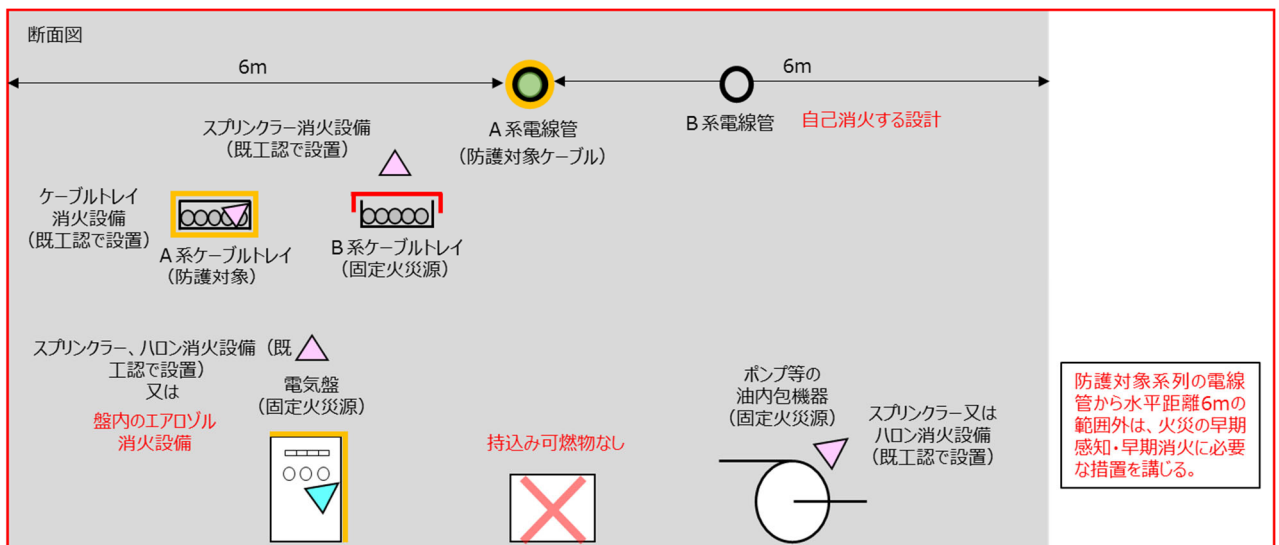 断面図
6m
6m
A系電線管
(防護対象ケーブル)
B系電線管
自己消火する設計
スプリンクラー消火設備
(既工認で設置)
ケーブルトレイ
消火設備
(既工認で設置)
A系ケーブルトレイ
(防護対象)
B系ケーブルトレイ
(固定火災源)
スプリンクラー、ハロン消火設備(既
工認で設置)
又は
盤内のエアロゾル
消火設備
電気盤
(固定火災源)
持込み可燃物なし
ポンプ等の
油内包機器
(固定火災源)
スプリンクラー又は
ハロン消火設備
(既工認で設置)
防護対象系列の電線
管から水平距離6mの
範囲外は、火災の早期
感知・早期消火に必要
な措置を講じる。